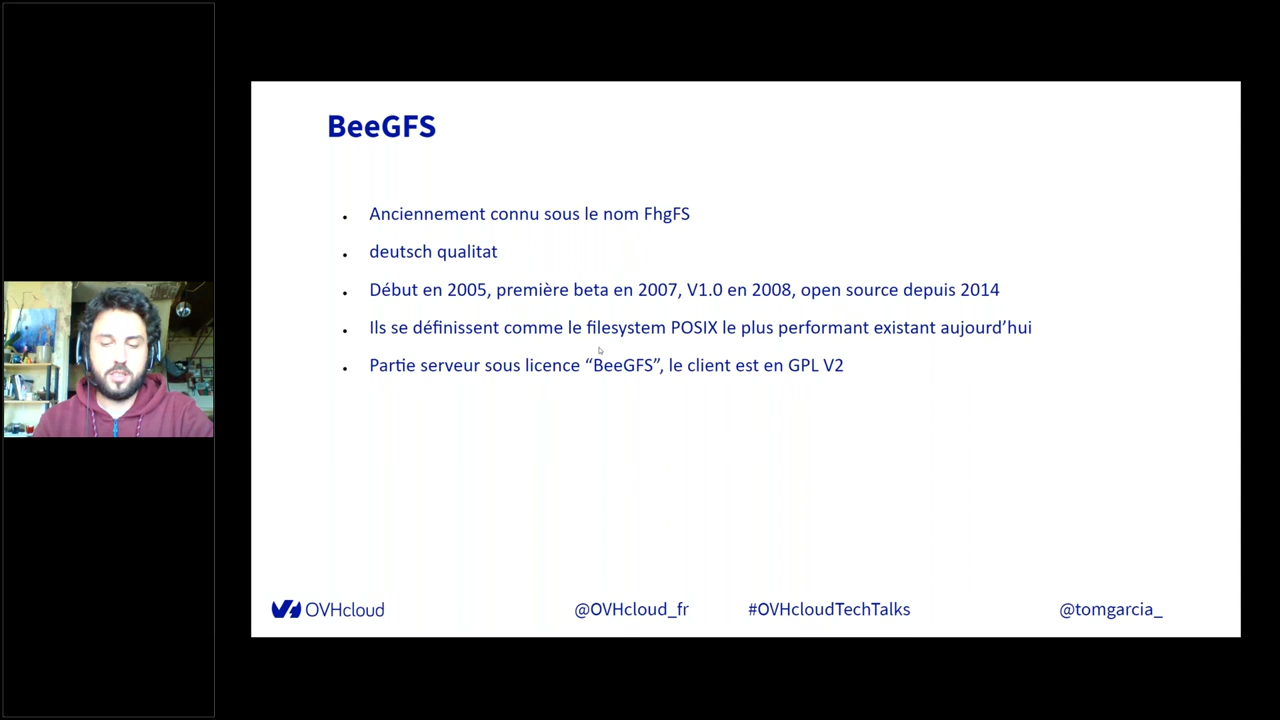 BeeGFS
Anciennement connu sous le nom FhgFS
deutsch qualitat
Début en 2005, première beta en 2007, V1.0 en 2008, open source depuis 2014
Ils se définissent comme le filesystem POSIX le plus performant existant aujourd’hui
Partie serveur sous licence “BeeGFS”, le client est en GPL V2
OVHcloud @OVHcloud_fr #OVHcloudTechTalks @tomgarcia_